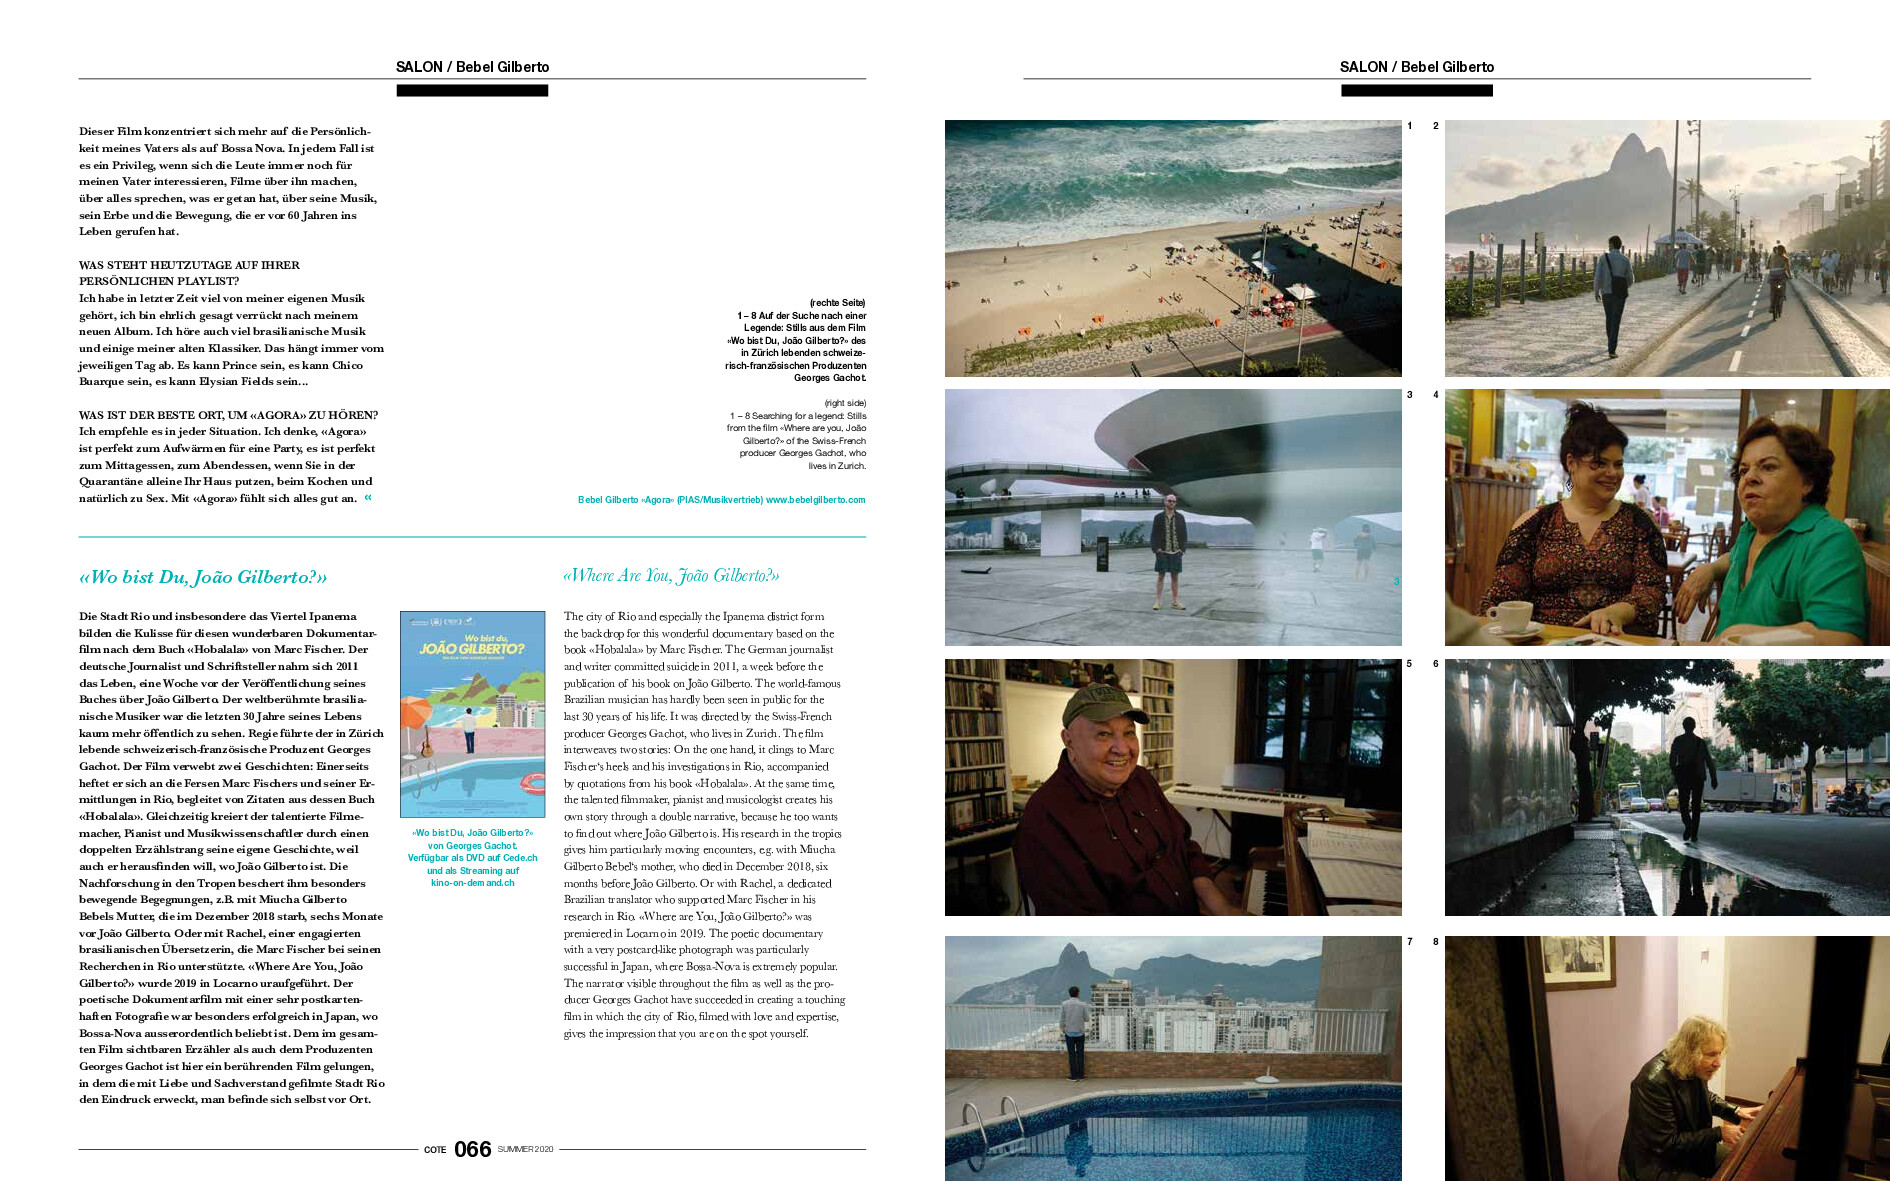 SALON / Bebel Gilberto
Dieser Film konzentriert sich mehr auf die Persönlich-
keit meines Vaters als auf Bossa Nova. In jedem Fall ist
es ein Privileg, wenn sich die Leute immer noch für
meinen Vater interessieren, Filme über ihn machen,
über alles sprechen, was er getan hat, über seine Musik,
sein Erbe und die Bewegung, die er vor 60 Jahren ins
Leben gerufen hat.
WAS STEHT HEUTZUTAGE AUF IHRER
PERSÖNLICHEN PLAYLIST?
Ich habe in letzter Zeit viel von meiner eigenen Musik
gehört, ich bin ehrlich gesagt verrückt nach meinem
neuen Album. Ich höre auch viel brasilianische Musik
und einige meiner alten Klassiker. Das hängt immer vom
jeweiligen Tag ab. Es kann Prince sein, es kann Chico
Buarque sein, es kann Elysian Fields sein...
WAS IST DER BESTE ORT, UM «AGORA» ZU HÖREN?
Ich empfehle es in jeder Situation. Ich denke, «Agora»
ist perfekt zum Aufwärmen für eine Party, es ist perfekt
zum Mittagessen, zum Abendessen, wenn Sie in der
Quarantäne alleine Ihr Haus putzen, beim Kochen und
natürlich zu Sex. Mit «Agora» fühlt sich alles gut an. «
(rechte Seite)
1 – 8 Auf der Suche nach einer
Legende: Stills aus dem Film
«Wo bist Du, João Gilberto?» des
in Zürich lebenden schweize-
risch-französischen Produzenten
Georges Gachot.
(right side)
1 – 8 Searching for a legend: Stills
from the film «Where are you, João
Gilberto?» of the Swiss-French
producer Georges Gachot, who
lives in Zurich.
Bebel Gilberto «Agora» (PIAS/Musikvertrieb) www.bebelgilberto.com
«Wo bist Du, João Gilberto?»
Die Stadt Rio und insbesondere das Viertel Ipanema
bilden die Kulisse für diesen wunderbaren Dokumentar-
film nach dem Buch «Hobalala» von Marc Fischer. Der
deutsche Journalist und Schriftsteller nahm sich 2011
das Leben, eine Woche vor der Veröffentlichung seines
Buches über João Gilberto. Der weltberühmte brasilia-
nische Musiker war die letzten 30 Jahre seines Lebens
kaum mehr öffentlich zu sehen. Regie führte der in Zürich
lebende schweizerisch-französische Produzent Georges
Gachot. Der Film verwebt zwei Geschichten: Einerseits
heftet er sich an die Fersen Marc Fischers und seiner Er-
mittlungen in Rio, begleitet von Zitaten aus dessen Buch
«Hobalala». Gleichzeitig kreiert der talentierte Filme-
macher, Pianist und Musikwissenschaftler durch einen
doppelten Erzählstrang seine eigene Geschichte, weil
auch er herausfinden will, wo João Gilberto ist. Die
Nachforschung in den Tropen beschert ihm besonders
bewegende Begegnungen, z.B. mit Miucha Gilberto
Bebels Mutter, die im Dezember 2018 starb, sechs Monate
vor João Gilberto. Oder mit Rachel, einer engagierten
brasilianischen Übersetzerin, die Marc Fischer bei seinen
Recherchen in Rio unterstützte. «Where Are You, João
Gilberto?» wurde 2019 in Locarno uraufgeführt. Der
poetische Dokumentarfilm mit einer sehr postkarten-
haften Fotografie war besonders erfolgreich in Japan, wo
Bossa-Nova ausserordentlich beliebt ist. Dem im gesam-
ten Film sichtbaren Erzähler als auch dem Produzenten
Georges Gachot ist hier ein berührenden Film gelungen,
in dem die mit Liebe und Sachverstand gefilmte Stadt Rio
den Eindruck erweckt, man befinde sich selbst vor Ort.
Wo bist du,
JOÃO GILBERTO?
«Wo bist Du, João Gilberto?»
von Georges Gachot.
Verfügbar als DVD auf Cede.ch
und als Streaming auf
kino-on-demand.ch
«Where Are You, João Gilberto?»
The city of Rio and especially the Ipanema district form
the backdrop for this wonderful documentary based on the
book «Hobalala» by Marc Fischer. The German journalist
and writer committed suicide in 2011, a week before the
publication of his book on João Gilberto. The world-famous
Brazilian musician has hardly been seen in public for the
last 30 years of his life. It was directed by the Swiss-French
producer Georges Gachot, who lives in Zurich. The film
interweaves two stories: On the one hand, it clings to Marc
Fischer's heels and his investigations in Rio, accompanied
by quotations from his book «Hobalala». At the same time,
the talented filmmaker, pianist and musicologist creates his
own story through a double narrative, because he too wants
to find out where João Gilberto is. His research in the tropics
gives him particularly moving encounters, e.g. with Miucha
Gilberto Bebel's mother, who died in December 2018, six
months before João Gilberto. Or with Rachel, a dedicated
Brazilian translator who supported Marc Fischer in his
research in Rio. «Where are You, João Gilberto?» was
premiered in Locarno in 2019. The poetic documentary
with a very postcard-like photograph was particularly
successful in Japan, where Bossa-Nova is extremely popular.
The narrator visible throughout the film as well as the pro-
ducer Georges Gachot have succeeded in creating a touching
film in which the city of Rio, filmed with love and expertise,
gives the impression that you are on the spot yourself.
COTE 066 SUMMER 2020
SALON / Bebel Gilberto
1 2
3 4
3
5 6
7 8